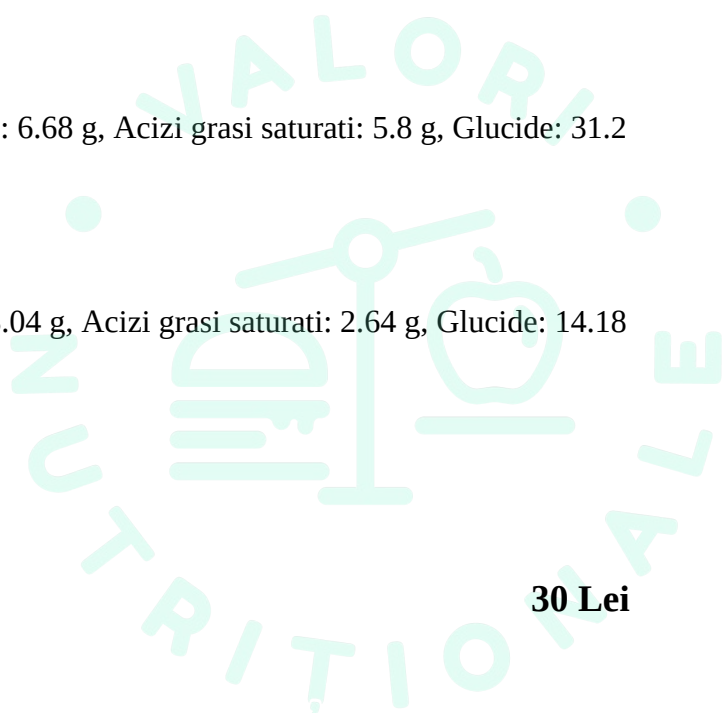 : 6.68 g, Acizi grasi saturati: 5.8 g, Glucide: 31.2
.04 g, Acizi grasi saturati: 2.64 g, Glucide: 14.18
30 Lei
VALORI
NUTRIȚIONALE